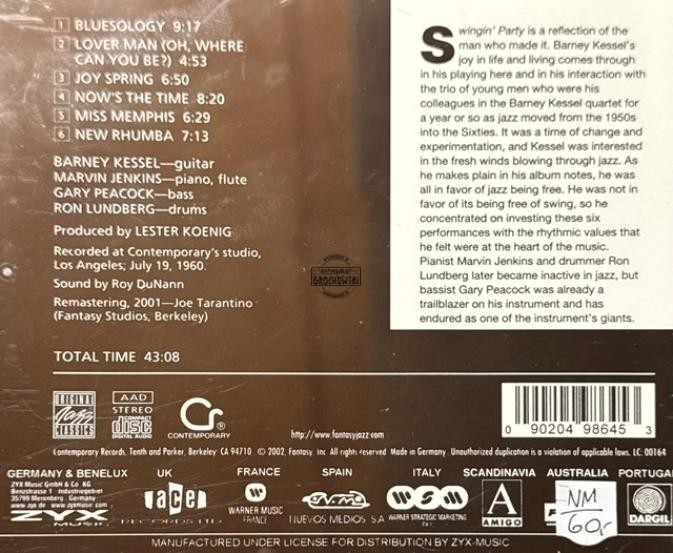 1 BLUESOLOGY 9:17
2 LOVER MAN (OH, WHERE
CAN YOU BE?) 4:53
3 JOY SPRING 6:50
4 NOW'S THE TIME 8:20
5 MISS MEMPHIS 6:29
6 NEW RHUMBA 7:13
BARNEY KESSEL—guitar
MARVIN JENKINS—piano, flute
GARY PEACOCK—bass
RON LUNDBERG—drums
Produced by LESTER KOENIG
Recorded at Contemporary's studio,
Los Angeles; July 19, 1960.
Sound by Roy DuNann
Remastering, 2001—Joe Tarantino
(Fantasy Studios, Berkeley)
TOTAL TIME 43:08
Swingin' Party is a reflection of the
man who made it. Barney Kessel's
joy in life and living comes through
in his playing here and in his interaction with
the trio of young men who were his
colleagues in the Barney Kessel quartet for
a year or so as jazz moved from the 1950s
into the Sixties. It was a time of change and
experimentation, and Kessel was interested
in the fresh winds blowing through jazz. As
he makes plain in his album notes, he was
all in favor of jazz being free. He was not in
favor of its being free of swing, so he
concentrated on investing these six
performances with the rhythmic values that
he felt were at the heart of the music.
Pianist Marvin Jenkins and drummer Ron
Lundberg later became inactive in jazz, but
bassist Gary Peacock was already a
trailblazer on his instrument and has
endured as one of the instrument's giants.
GROCHOWSKI
ORIGINAL
Jazz
CLASSICS
AAD
STEREO
COMPACT
disc
DIGITAL AUDIO
CONTEMPORARY
http://www.fantasyjazz.com
0 90204 98645 3
Contemporary Records, Tenth and Parker, Berkeley CA 94710 © 2002, Fantasy, Inc. All rights reserved Made in Germany. Unauthorized duplication is a violation of applicable laws. LC: 00164
GERMANY & BENELUX
ZYX Music GmbH & Co KG
Benzstrasse 1 · Industriegebiet
35799 Merenberg · Germany
www.zyx.de www.zyxmusic.com
ZYX
MUSIC
UK
ace
RECORDS LTD
FRANCE
WARNER MUSIC
FRANCE
SPAIN
N.M.
NUEVOS MEDIOS S.A.
ITALY
WSM
WARNER STRATEGIC MARKETING
SCANDINAVIA
A
AMIGO
AUSTRALIA
NM
60,-
PORTUGAL
DARGIL
MANUFACTURED UNDER LICENSE FOR DISTRIBUTION BY ZYX-MUSIC